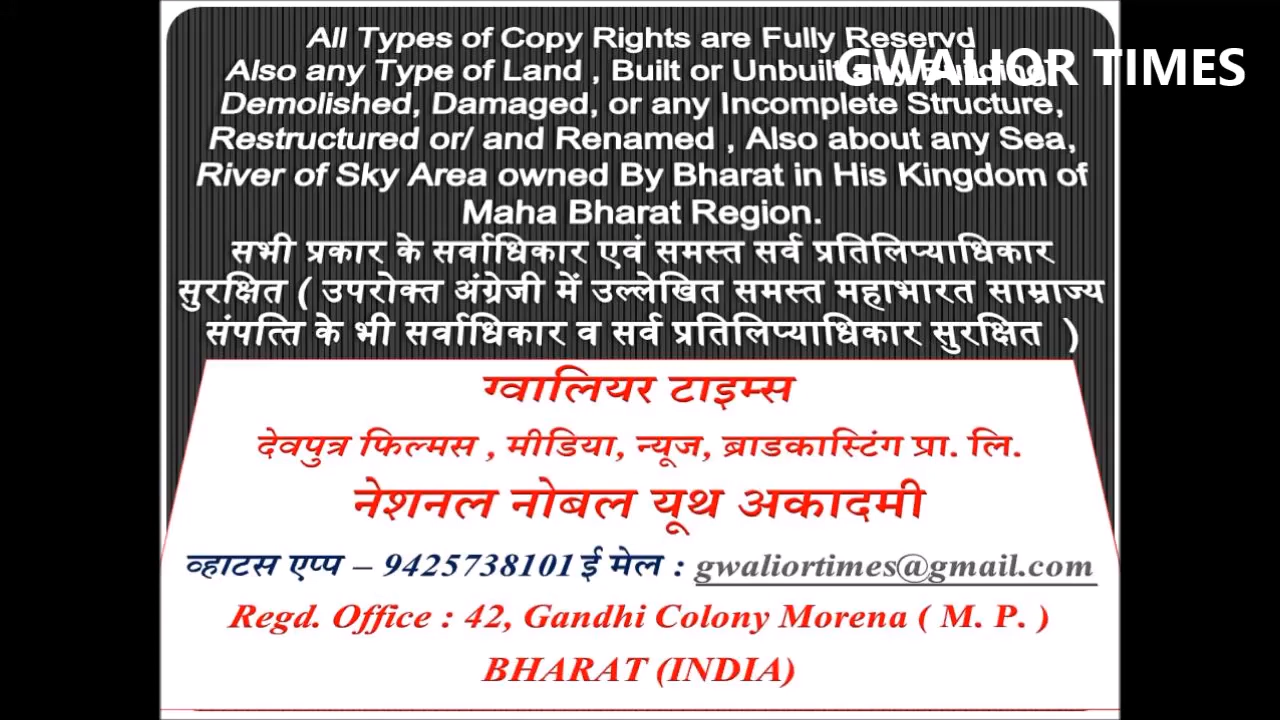 All Types of Copy Rights are Fully Reservd
GWALIOR TIMES
Also any Type of Land , Built or Unbuilt any Building,
Demolished, Damaged, or any Incomplete Structure,
Restructured or/ and Renamed , Also about any Sea,
River of Sky Area owned By Bharat in His Kingdom of
Maha Bharat Region.
सभी प्रकार के सर्वाधिकार एवं समस्त सर्व प्रतिलिप्याधिकार
सुरक्षित ( उपरोक्त अंग्रेजी में उल्लेखित समस्त महाभारत साम्राज्य
संपत्ति के भी सर्वाधिकार व सर्व प्रतिलिप्याधिकार सुरक्षित )
ग्वालियर टाइम्स
देवपुत्र फिल्मस , मीडिया, न्यूज, ब्राडकास्टिंग प्रा. लि.
नेशनल नोबल यूथ अकादमी
व्हाटस एप्प – 9425738101 ई मेल : gwaliortimes@gmail.com
Regd. Office : 42, Gandhi Colony Morena ( M. P. )
BHARAT (INDIA)